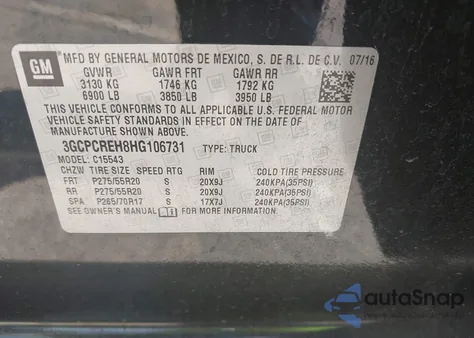 GM
MFD BY GENERAL MOTORS DE MEXICO, S. DE R.L. DE C.V. 07/16
GVWR GAWR FRT GAWR RR
3130 KG 1746 KG 1792 KG
6900 LB 3850 LB 3950 LB
THIS VEHICLE CONFORMS TO ALL APPLICABLE U.S. FEDERAL MOTOR
VEHICLE SAFETY STANDARDS IN EFFECT ON THE DATE OF
MANUFACTURE SHOWN ABOVE.
3GCPCREH8HG106731 TYPE: TRUCK
MODEL: C15543
CHZW TIRE SIZE SPEED RTG RIM COLD TIRE PRESSURE
FRT P275/55R20 S 20X9J 240KPA(35PSI)
RR P275/55R20 S 20X9J 240KPA(35PSI)
SPA P265/70R17 S 17X7J 240KPA(35PSI)
SEE OWNER'S MANUAL FOR MORE INFORMATION.
autoSnap